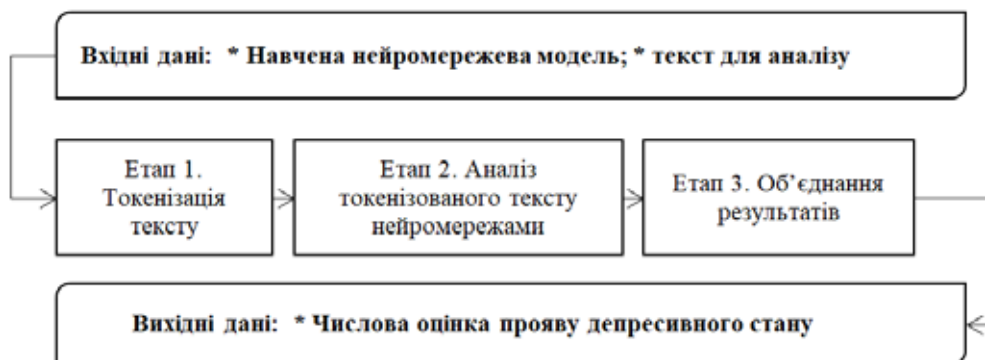 Вхідні дані: * Навчена нейромережева модель; * текст для аналізу
Етап 1.
Токенізація
тексту
Етап 2. Аналіз
токенізованого тексту
нейромережами
Етап 3. Об’єднання
результатів
Вихідні дані: * Числова оцінка прояву депресивного стану